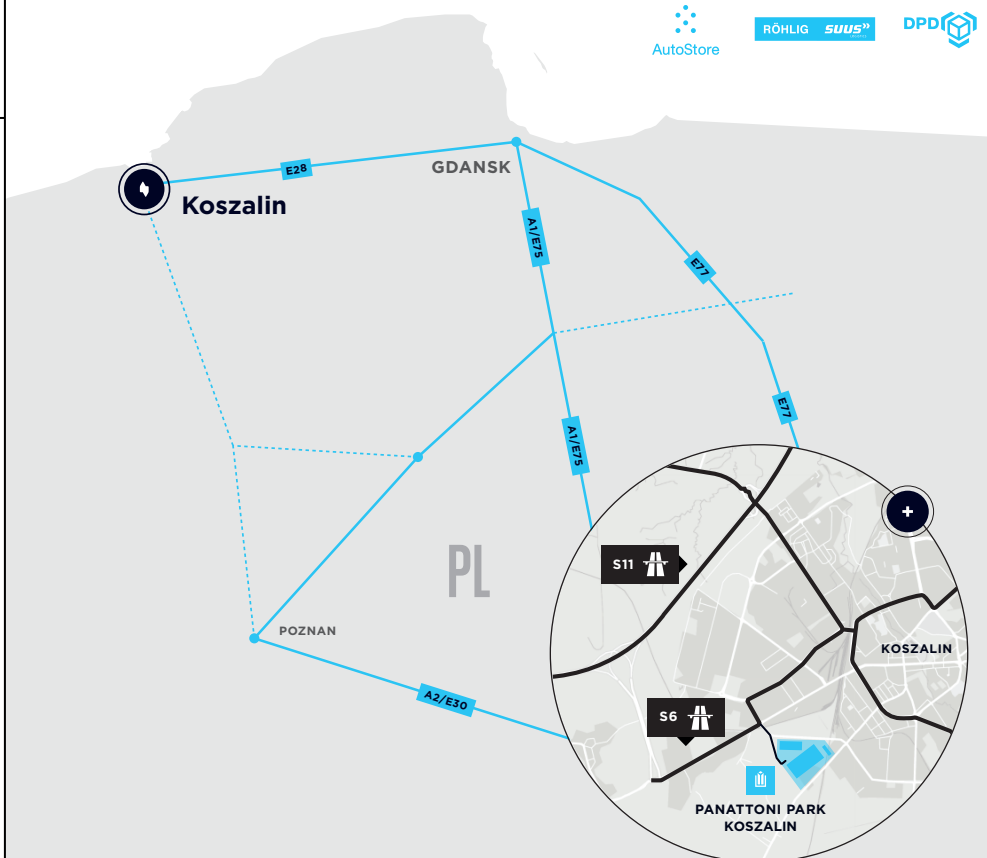 AutoStore
RÖHLIG SUUS
DPD
E28
GDANSK
Koszalin
A1/E75
E77
E77
A1/E75
PL
S11
POZNAN
KOSZALIN
A2/E30
S6
PANATTONI PARK
KOSZALIN